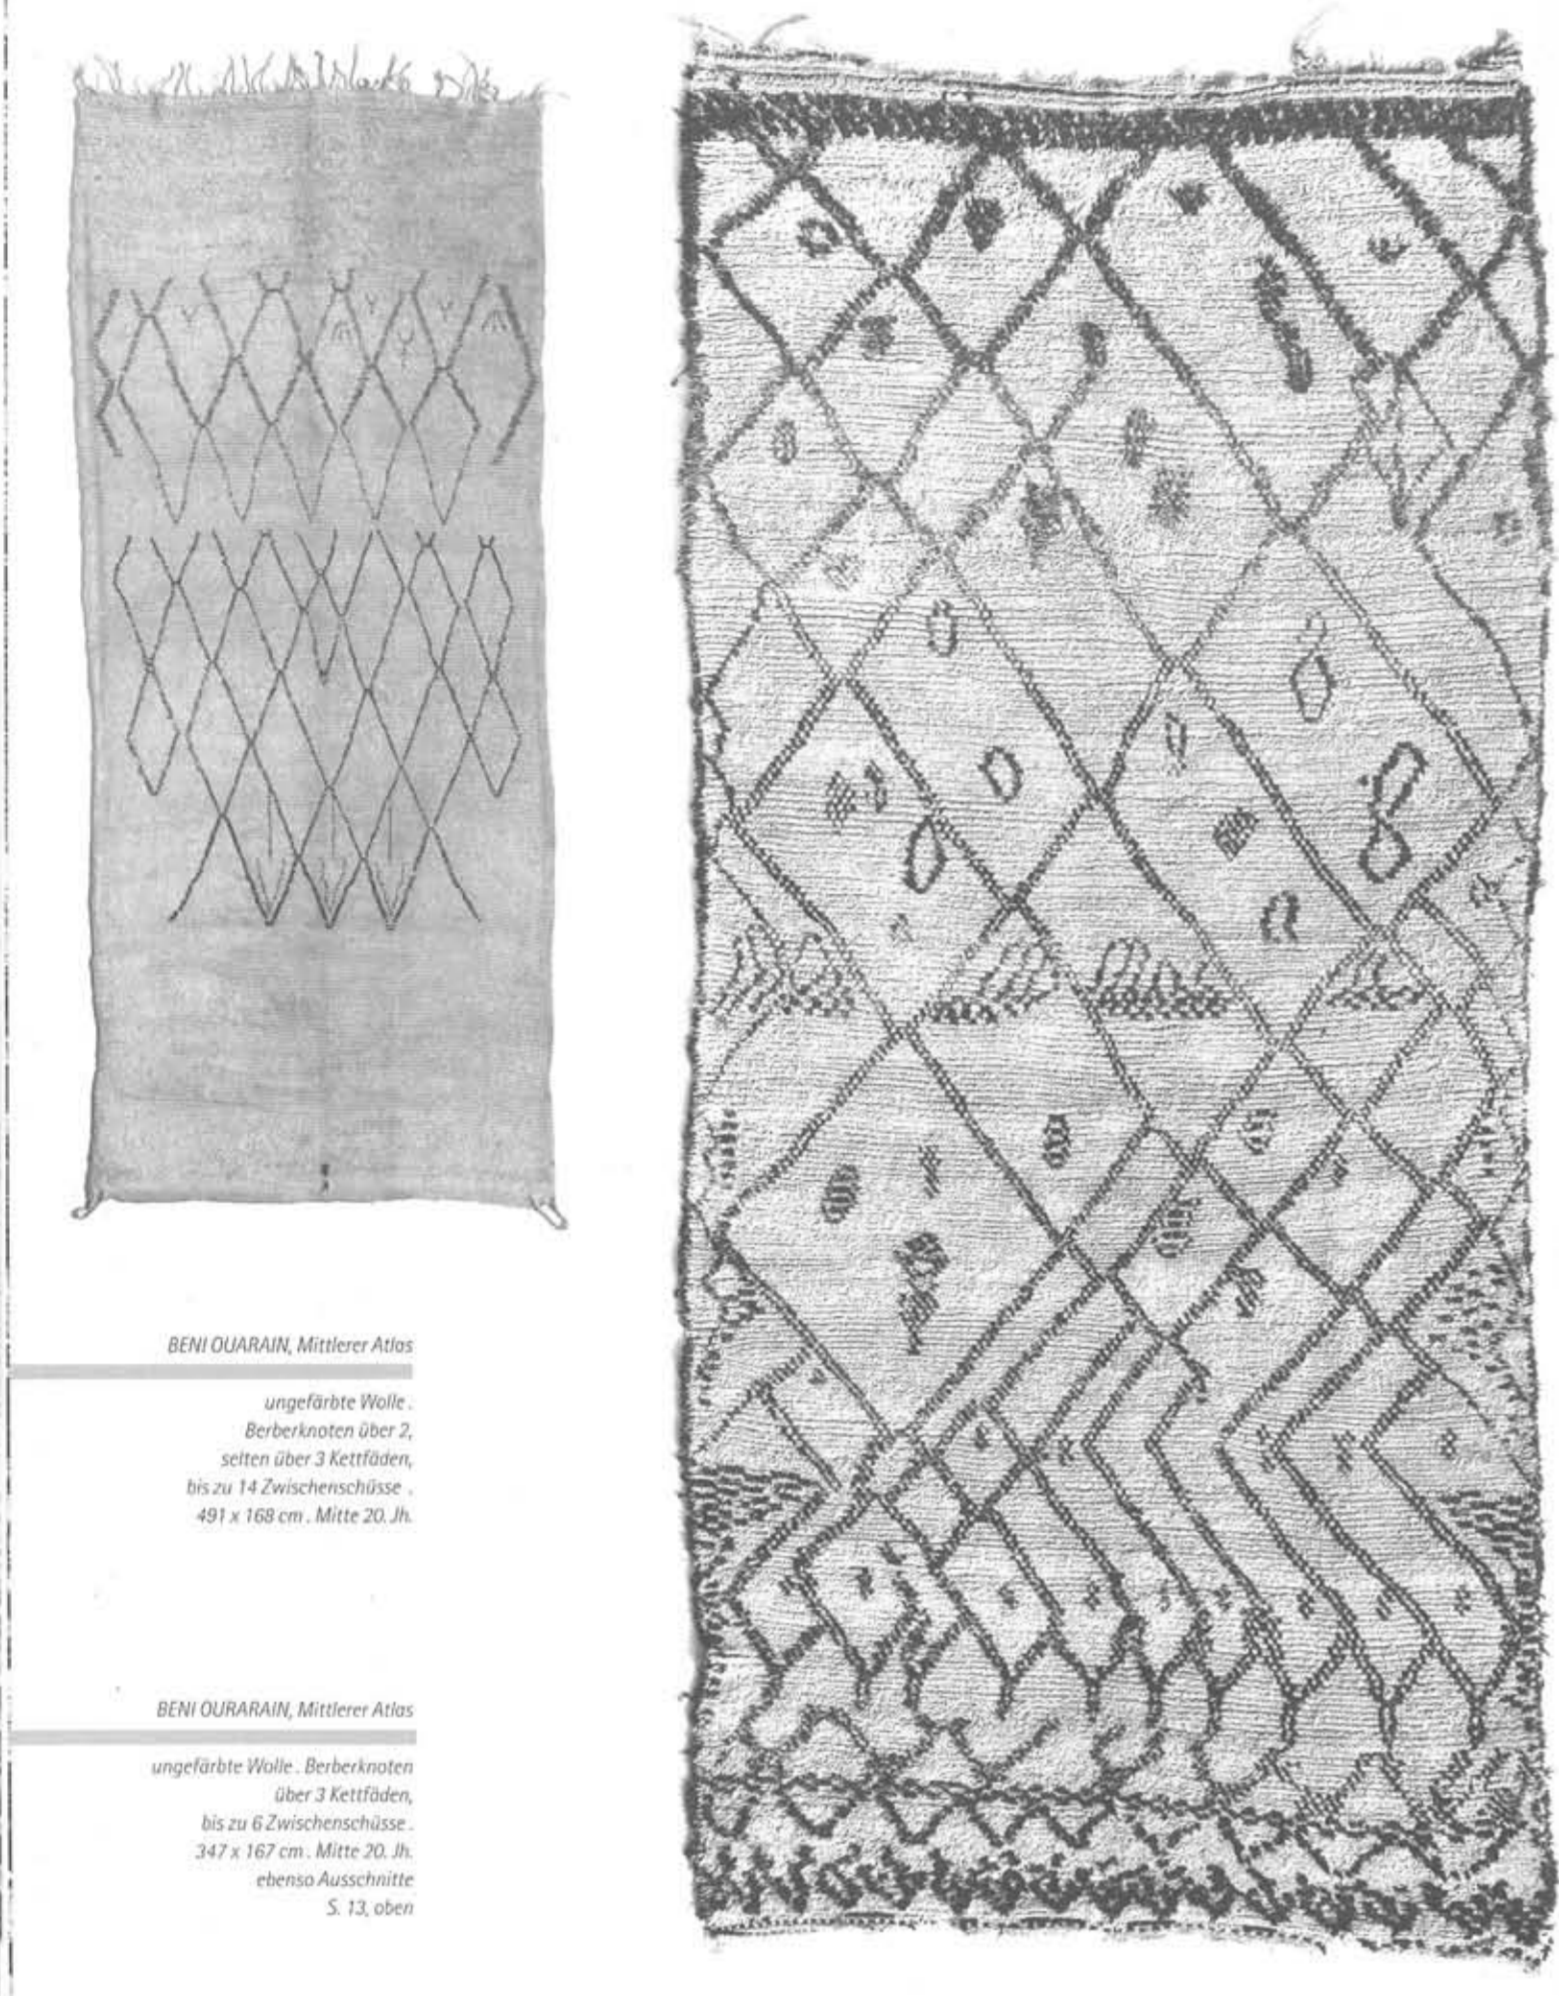 BENI OUARAIN, Mittlerer Atlas
ungefärbte Wolle .
Berberknoten über 2,
selten über 3 Kettfäden,
bis zu 14 Zwischenschüsse .
491 x 168 cm . Mitte 20. Jh.
BENI OURARAIN, Mittlerer Atlas
ungefärbte Wolle . Berberknoten
über 3 Kettfäden,
bis zu 6 Zwischenschüsse .
347 x 167 cm . Mitte 20. Jh.
ebenso Ausschnitte
S. 13, oben